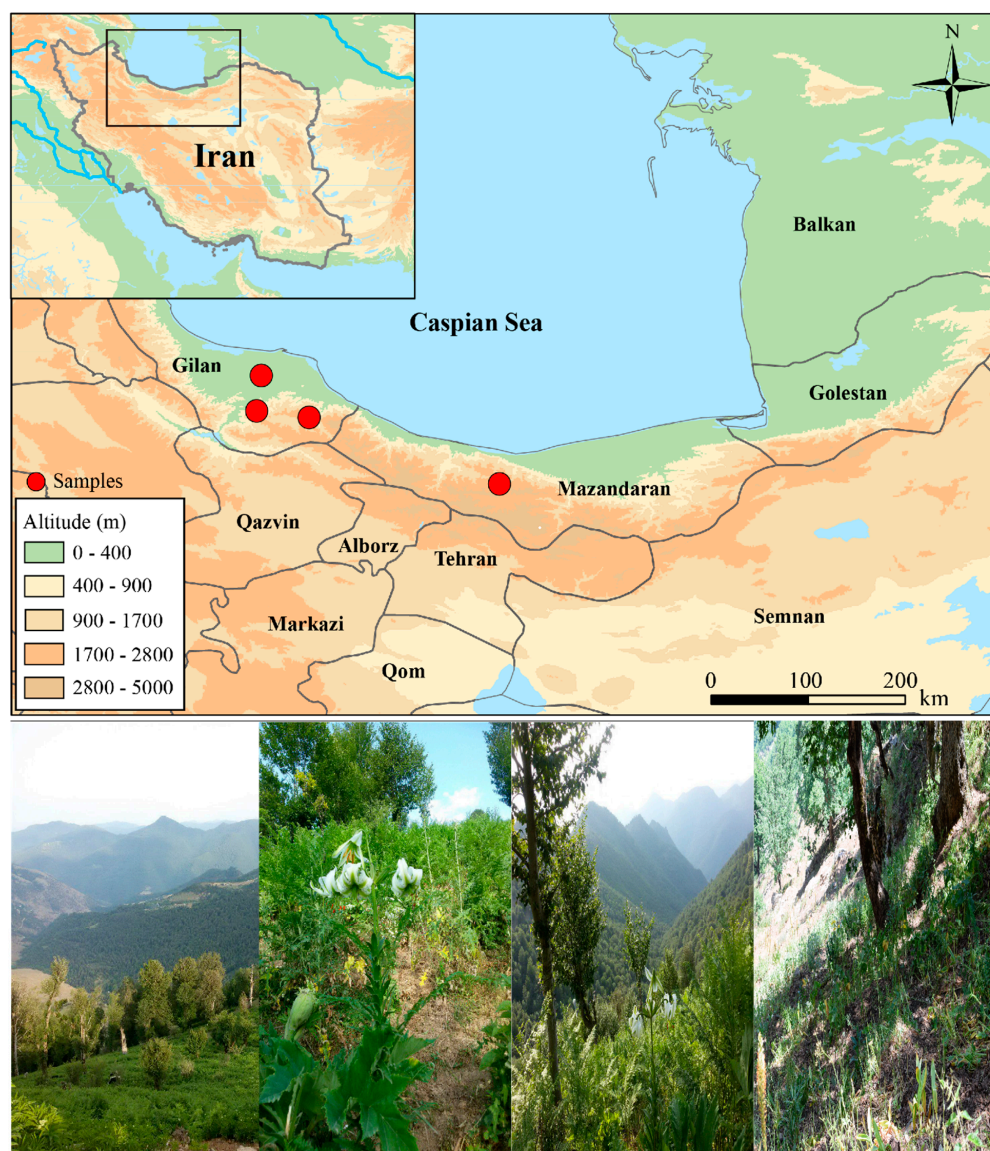 N
Iran
Balkan
Caspian Sea
Gilan
Golestan
Samples
Mazandaran
Altitude (m)
0 - 400
400 - 900
900 - 1700
1700 - 2800
2800 - 5000
Qazvin
Alborz
Tehran
Markazi
Semnan
Qom
0 100 200
km